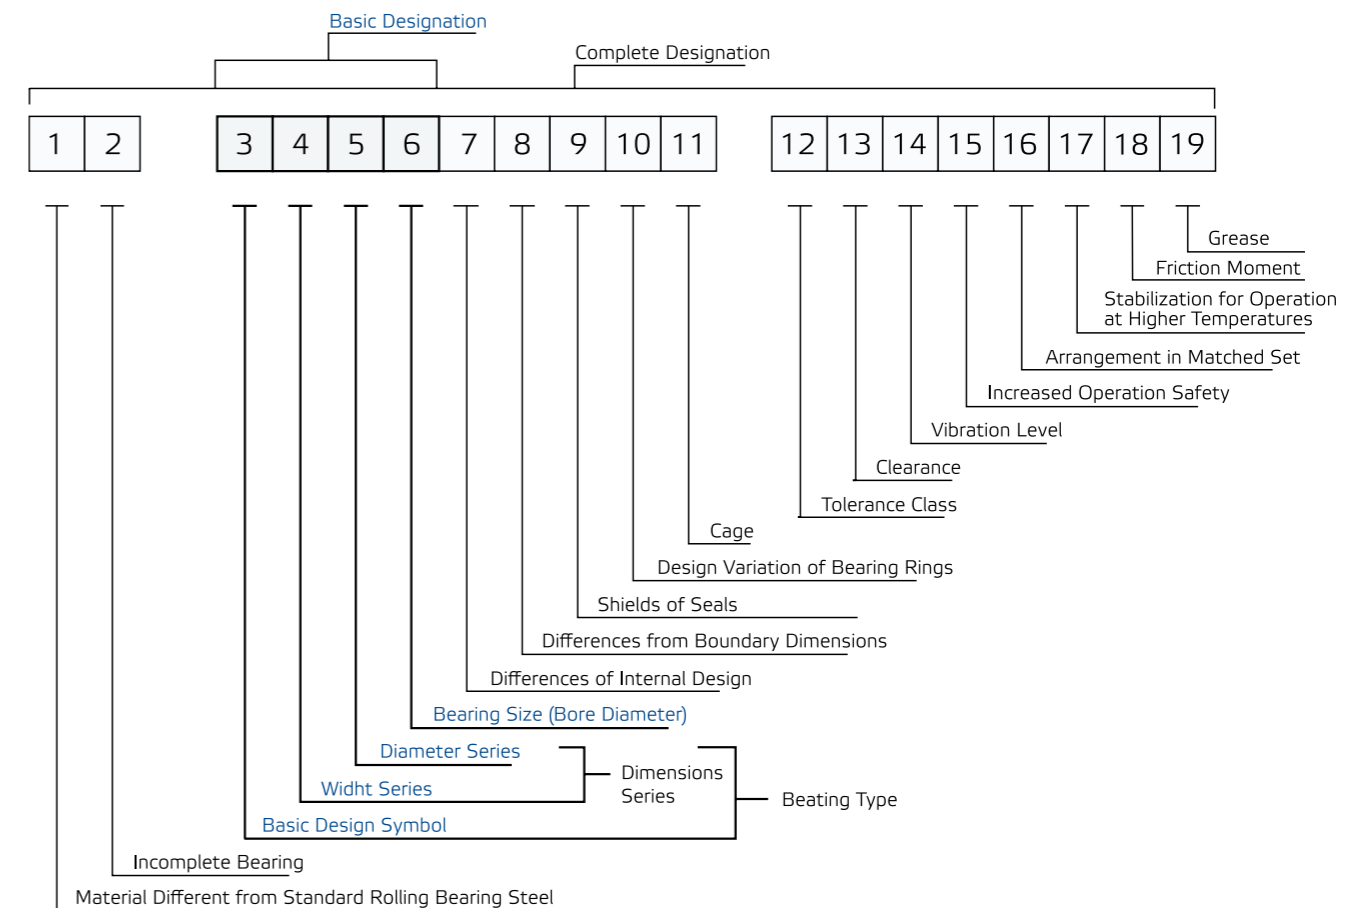 Basic Designation
Complete Designation
1 2 3 4 5 6 7 8 9 10 11 12 13 14 15 16 17 18 19
Grease
Friction Moment
Stabilization for Operation
at Higher Temperatures
Arrangement in Matched Set
Increased Operation Safety
Vibration Level
Clearance
Tolerance Class
Cage
Design Variation of Bearing Rings
Shields of Seals
Differences from Boundary Dimensions
Differences of Internal Design
Bearing Size (Bore Diameter)
Diameter Series
Dimensions
Series
Widht Series
Beating Type
Basic Design Symbol
Incomplete Bearing
Material Different from Standard Rolling Bearing Steel